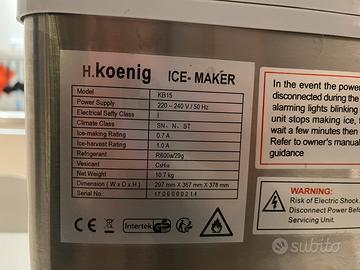 H.koenig ICE- MAKER
Model KB15
Power Supply 220 ~ 240 V / 50 Hz
Electrical Safty Class I
Climate Class SN、N、ST
Ice-making Rating 0.7 A
Ice-harvest Rating 1.0 A
Refrigerant R600a/29g
Vesicant C₅H₁₀
Net Weight 10.7 kg
Dimension ( W x O x H ) 297 mm X 367 mm X 378 mm
Serial No.
CE Intertek GS
In the event the power
disconnected during the
alarming lights blinking
unit stops making ice,
wait a few minutes then
Refer to owner's manual
guidance
WARNING:
Risk of Electric Shock.
Disconnect Power Before
Servicing Unit.
subito